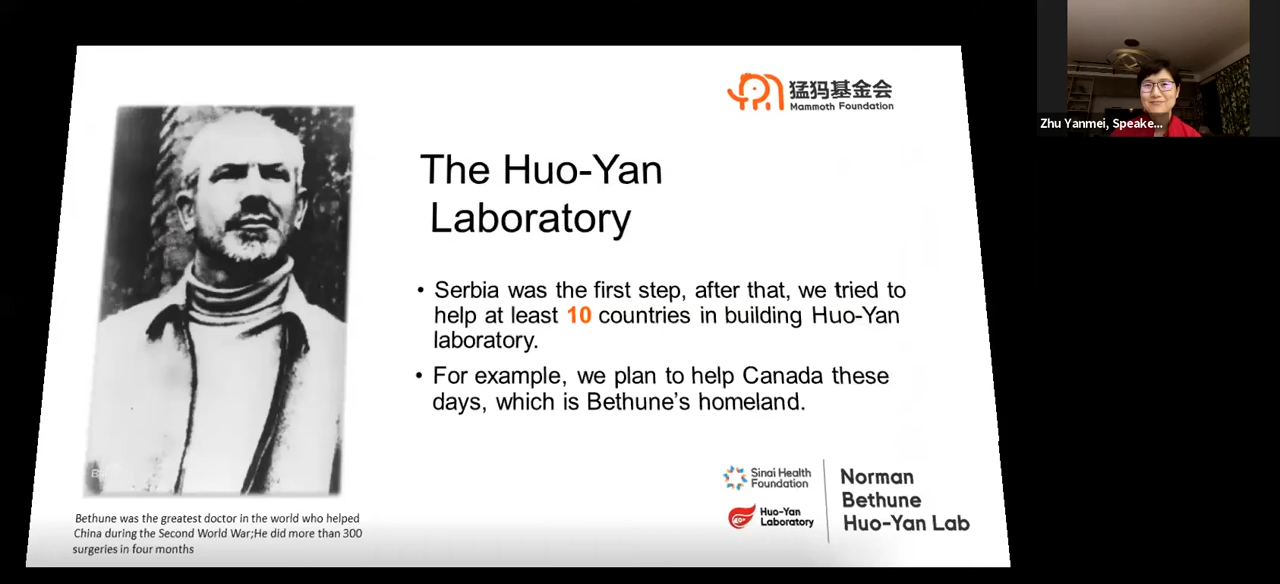 猛犸基金会
Mammoth Foundation
Zhu Yanmei, Speake...
The Huo-Yan
Laboratory
• Serbia was the first step, after that, we tried to
help at least 10 countries in building Huo-Yan
laboratory.
• For example, we plan to help Canada these
days, which is Bethune's homeland.
Sinai Health
Foundation
Huo-Yan
Laboratory
Norman
Bethune
Huo-Yan Lab
Bethune was the greatest doctor in the world who helped
China during the Second World War;He did more than 300
surgeries in four months